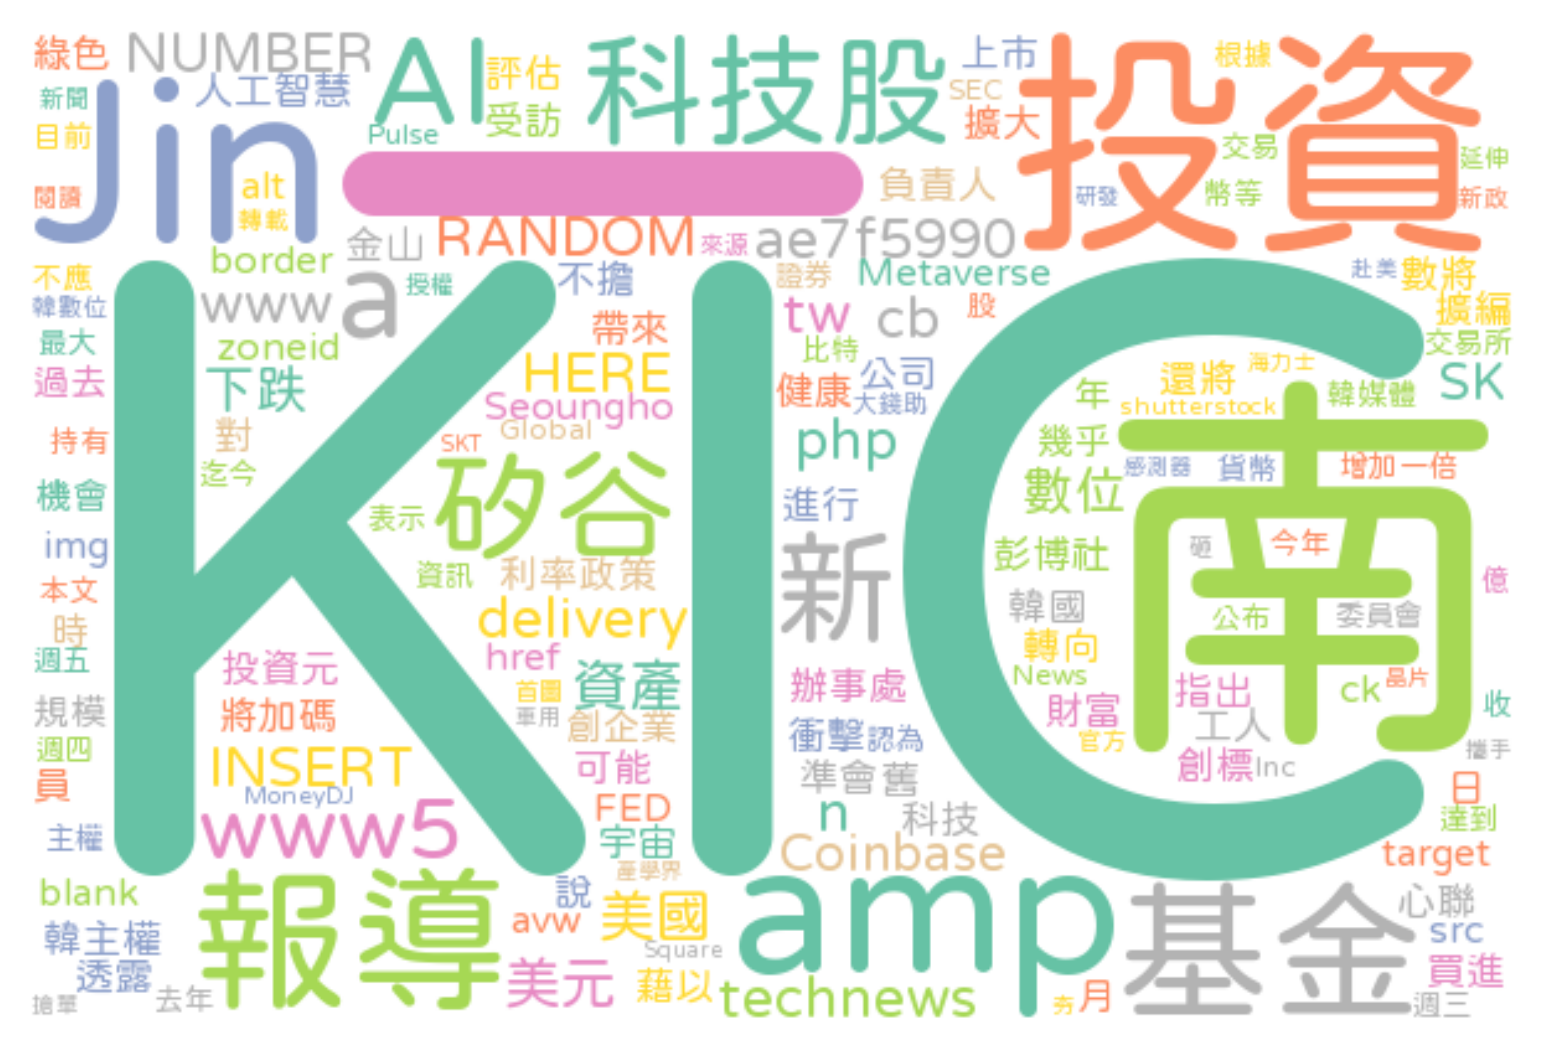 綠色
NUMBER
AI
評估
科技股
上市
投資
根據
新聞
Jin
人工智慧
受訪
SEC
擴大
交易
延伸
目前
Pulse
一
負責人
研發
幣等
新政
閱讀
alt
轉載
金山
RANDOM
來源
ae7f5990
不應
border
a
授權
不擔
證券
Metaverse
赴美
數將
韓數位
www
帶來
tw
cb
股
擴編
最大
zoneid
比特
交易所
過去
下跌
HERE
健康
公司
年
還將
海力士
韓媒體
SK
Seoungho
大錢助
shutterstock
持有
對
SKT
Global
php
幾乎
南
迄今
矽谷
數位
感測器
貨幣
增加一倍
機會
表示
進行
img
新
彭博社
砸
今年
資訊
利率政策
億
本文
delivery
韓國
公布
委員會
時
轉向
週五
投資元
href
資產
辦事處
News
指出
ck
晶片
規模
將加碼
首圖
車用
創企業
衝擊
認為
財富
工人
收
週四
INSERT
可能
官方
創標
Inc
攜手
員
MoneyDJ
FED
準會舊
日
主權
www5
宇宙
n
科技
達到
KIC
產學界
Coinbase
target
blank
報導
說
amp
基金
心聯
韓主權
avw
美國
src
透露
Square
買進
搶單
去年
美元
藉以
technews
夯
月
週三